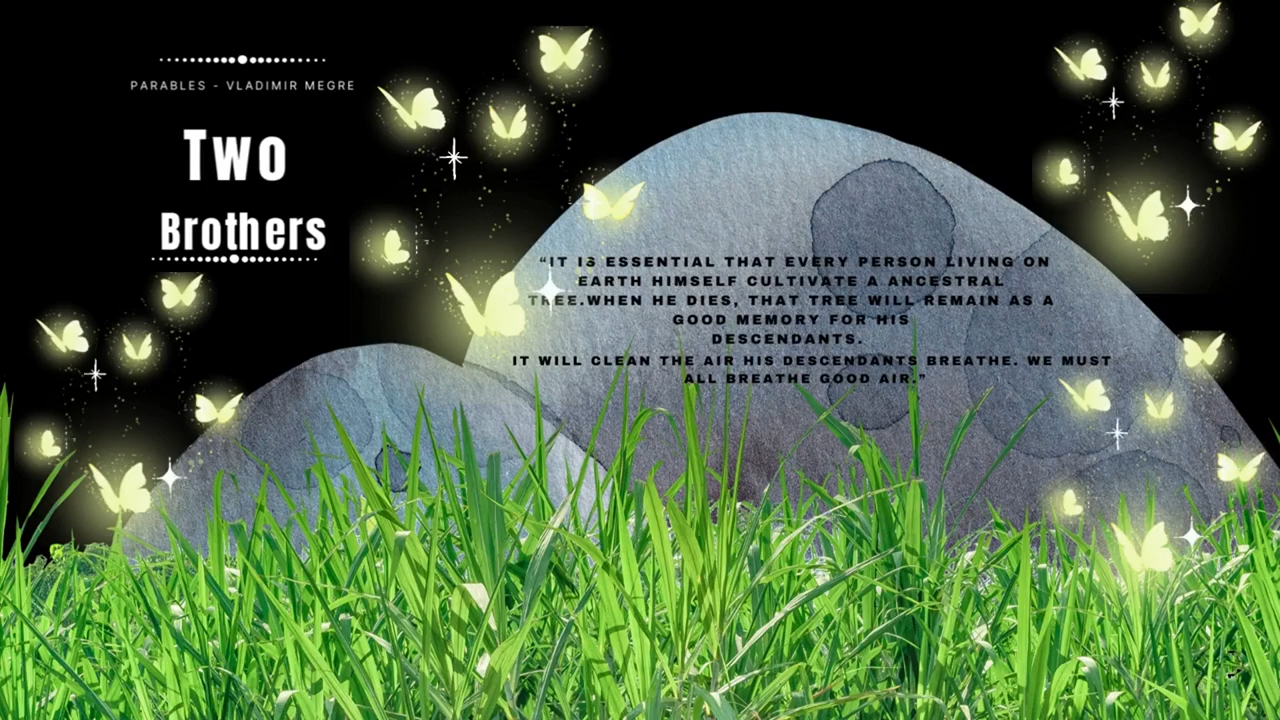 PARABLES - VLADIMIR MEGRE
Two
Brothers
“IT IS ESSENTIAL THAT EVERY PERSON LIVING ON
EARTH HIMSELF CULTIVATE A ANCESTRAL
TREE.WHEN HE DIES, THAT TREE WILL REMAIN AS A
GOOD MEMORY FOR HIS
DESCENDANTS.
IT WILL CLEAN THE AIR HIS DESCENDANTS BREATHE. WE MUST
ALL BREATHE GOOD AIR.”